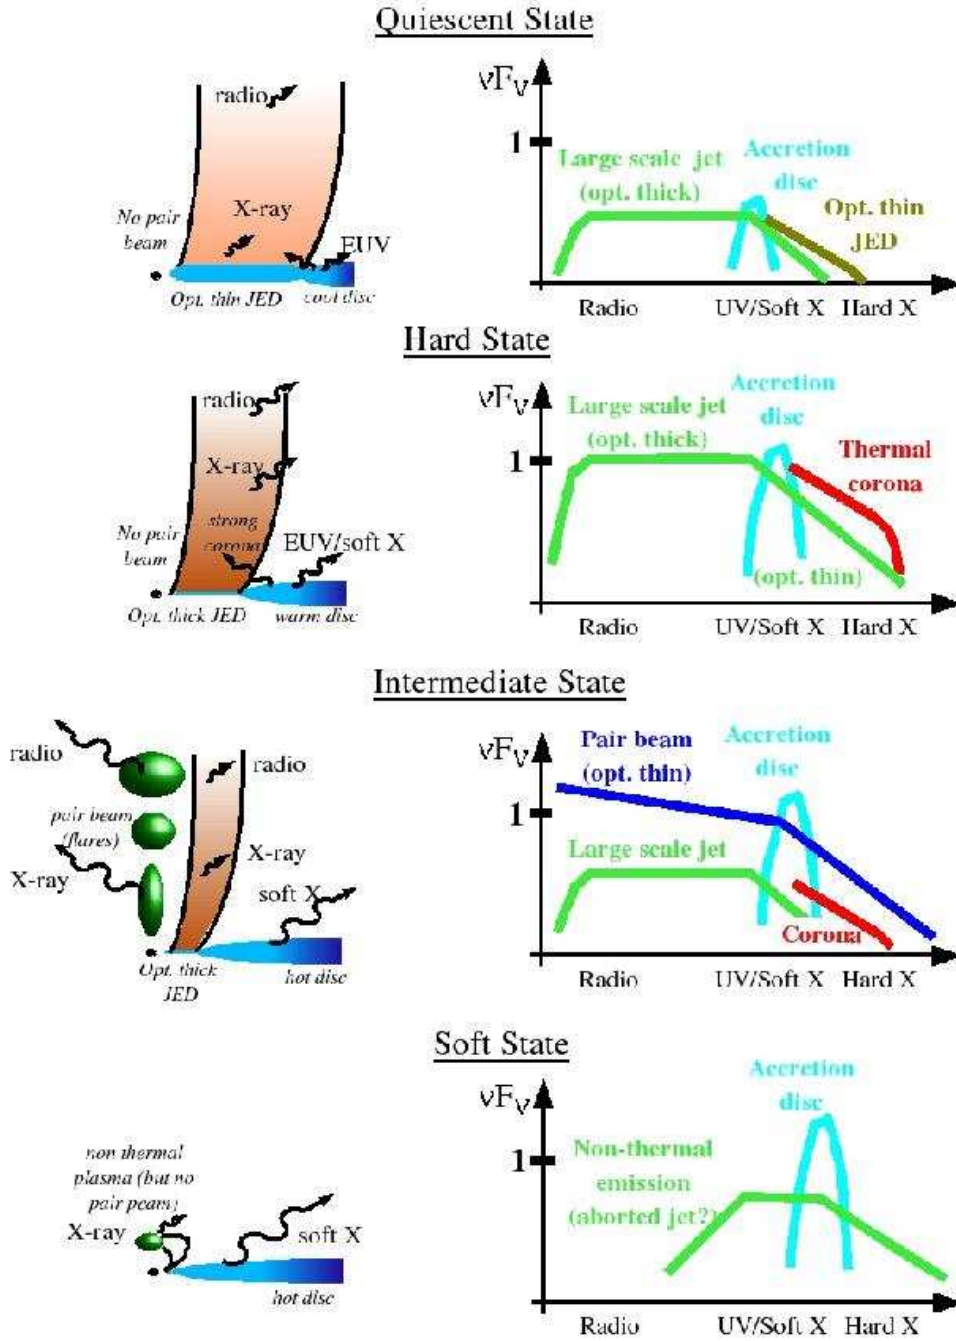 Quiescent State
radio
X-ray
No pair
beam
EUV
Opt. thin JED
cool disc
νFν
1
Large scale jet
(opt. thick)
Accretion
disc
Opt. thin
JED
Radio
UV/Soft X
Hard X
Hard State
radio
X-ray
strong
corona
No pair
beam
EUV/soft X
Opt. thick JED
warm disc
νFν
1
Large scale jet
(opt. thick)
Accretion
disc
Thermal
corona
(opt. thin)
Radio
UV/Soft X
Hard X
Intermediate State
radio
radio
pair beam
(flares)
X-ray
X-ray
soft X
Opt. thick
JED
hot disc
νFν
1
Pair beam
(opt. thin)
Accretion
disc
Large scale jet
Corona
Radio
UV/Soft X
Hard X
Soft State
non thermal
plasma (but no
pair peam)
X-ray
soft X
hot disc
νFν
1
Accretion
disc
Non-thermal
emission
(aborted jet?)
Radio
UV/Soft X
Hard X